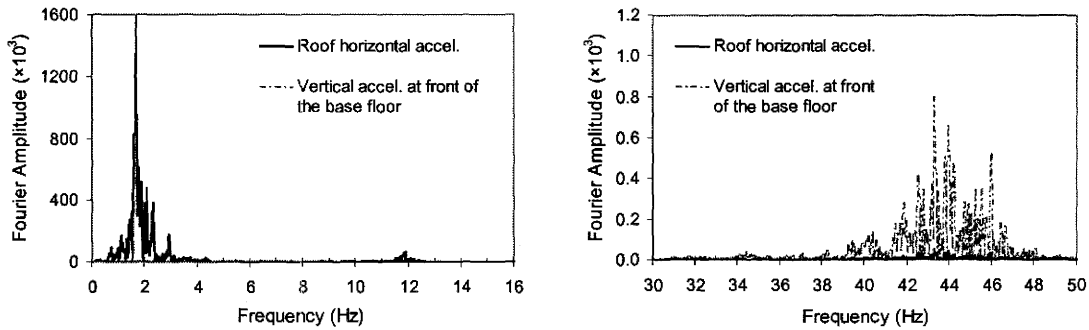 Fourier Amplitude (×10³)
1600
1200
800
400
0
Roof horizontal accel.
Vertical accel. at front of
the base floor
0 2 4 6 8 10 12 14 16
Frequency (Hz)
Fourier Amplitude (×10³)
1.2
1.0
0.8
0.6
0.4
0.2
0.0
Roof horizontal accel.
Vertical accel. at front
of the base floor
30 32 34 36 38 40 42 44 46 48 50
Frequency (Hz)